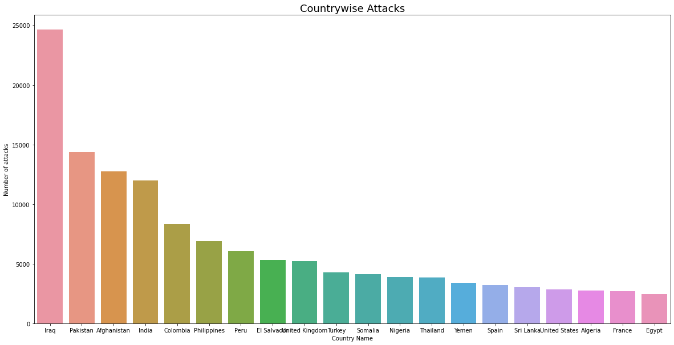 Countrywise Attacks
25000
20000
15000
10000
5000
0
Number of attacks
Iraq Pakistan Afghanistan India Colombia Philippines Peru El Salvador United Kingdom Turkey Somalia Nigeria Thailand Yemen Spain Sri Lanka United States Algeria France Egypt
Country Name